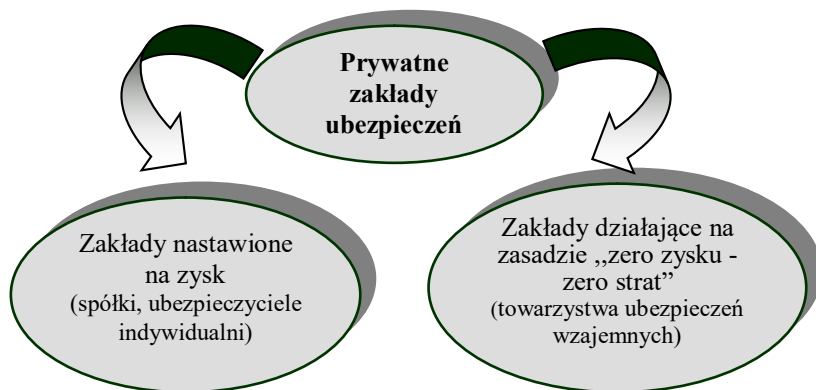 Prywatne
zakłady
ubezpieczeń
Zakłady nastawione
na zysk
(spółki, ubezpieczyciele
indywidualni)
Zakłady działające na
zasadzie ,,zero zysku -
zero strat”
(towarzystwa ubezpieczeń
wzajemnych)